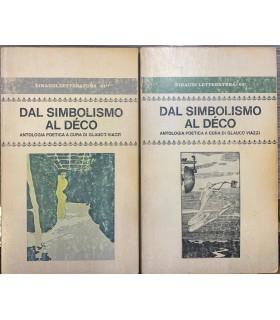 EINAUDI LETTERATURA
DAL SIMBOLISMO
AL DÉCO
ANTOLOGIA POETICA A CURA DI GLAUCO VIAZZI
EINAUDI LETTERATURA
DAL SIMBOLISMO
AL DÉCO
ANTOLOGIA POETICA A CURA DI GLAUCO VIAZZI